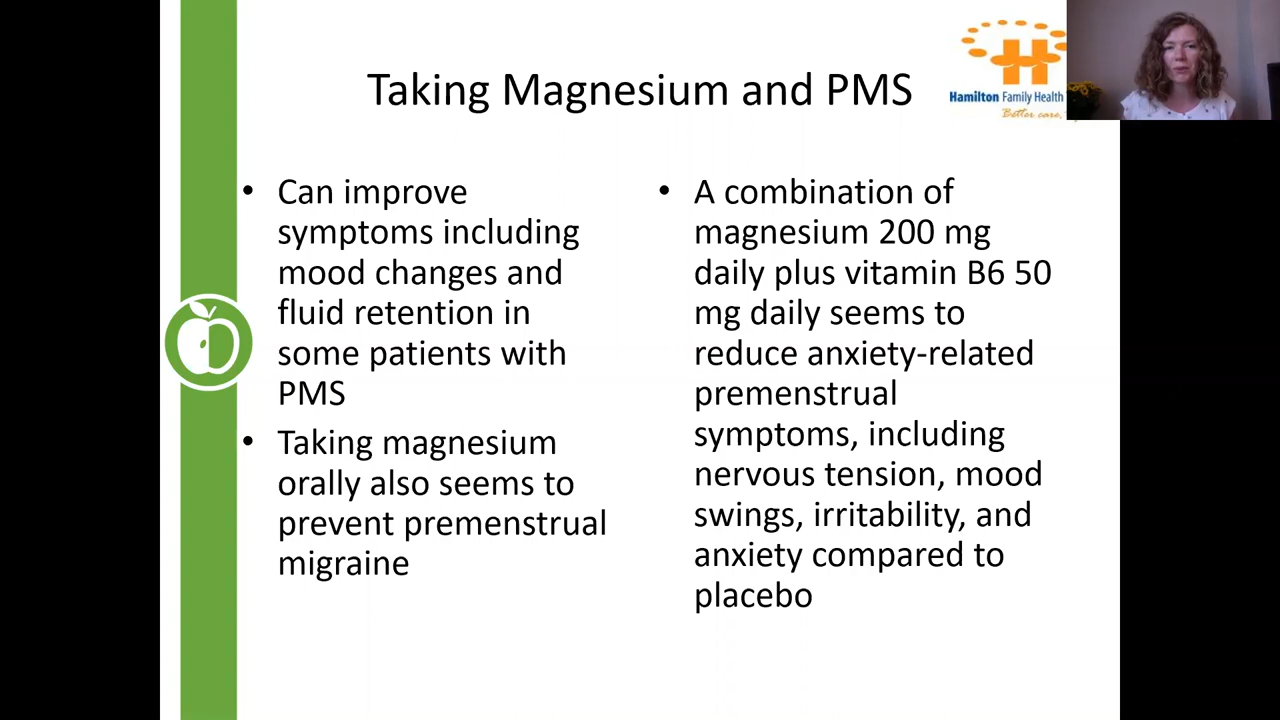 Taking Magnesium and PMS
Hamilton Family Health
Better care,
• Can improve
symptoms including
mood changes and
fluid retention in
some patients with
PMS
• Taking magnesium
orally also seems to
prevent premenstrual
migraine
• A combination of
magnesium 200 mg
daily plus vitamin B6 50
mg daily seems to
reduce anxiety-related
premenstrual
symptoms, including
nervous tension, mood
swings, irritability, and
anxiety compared to
placebo